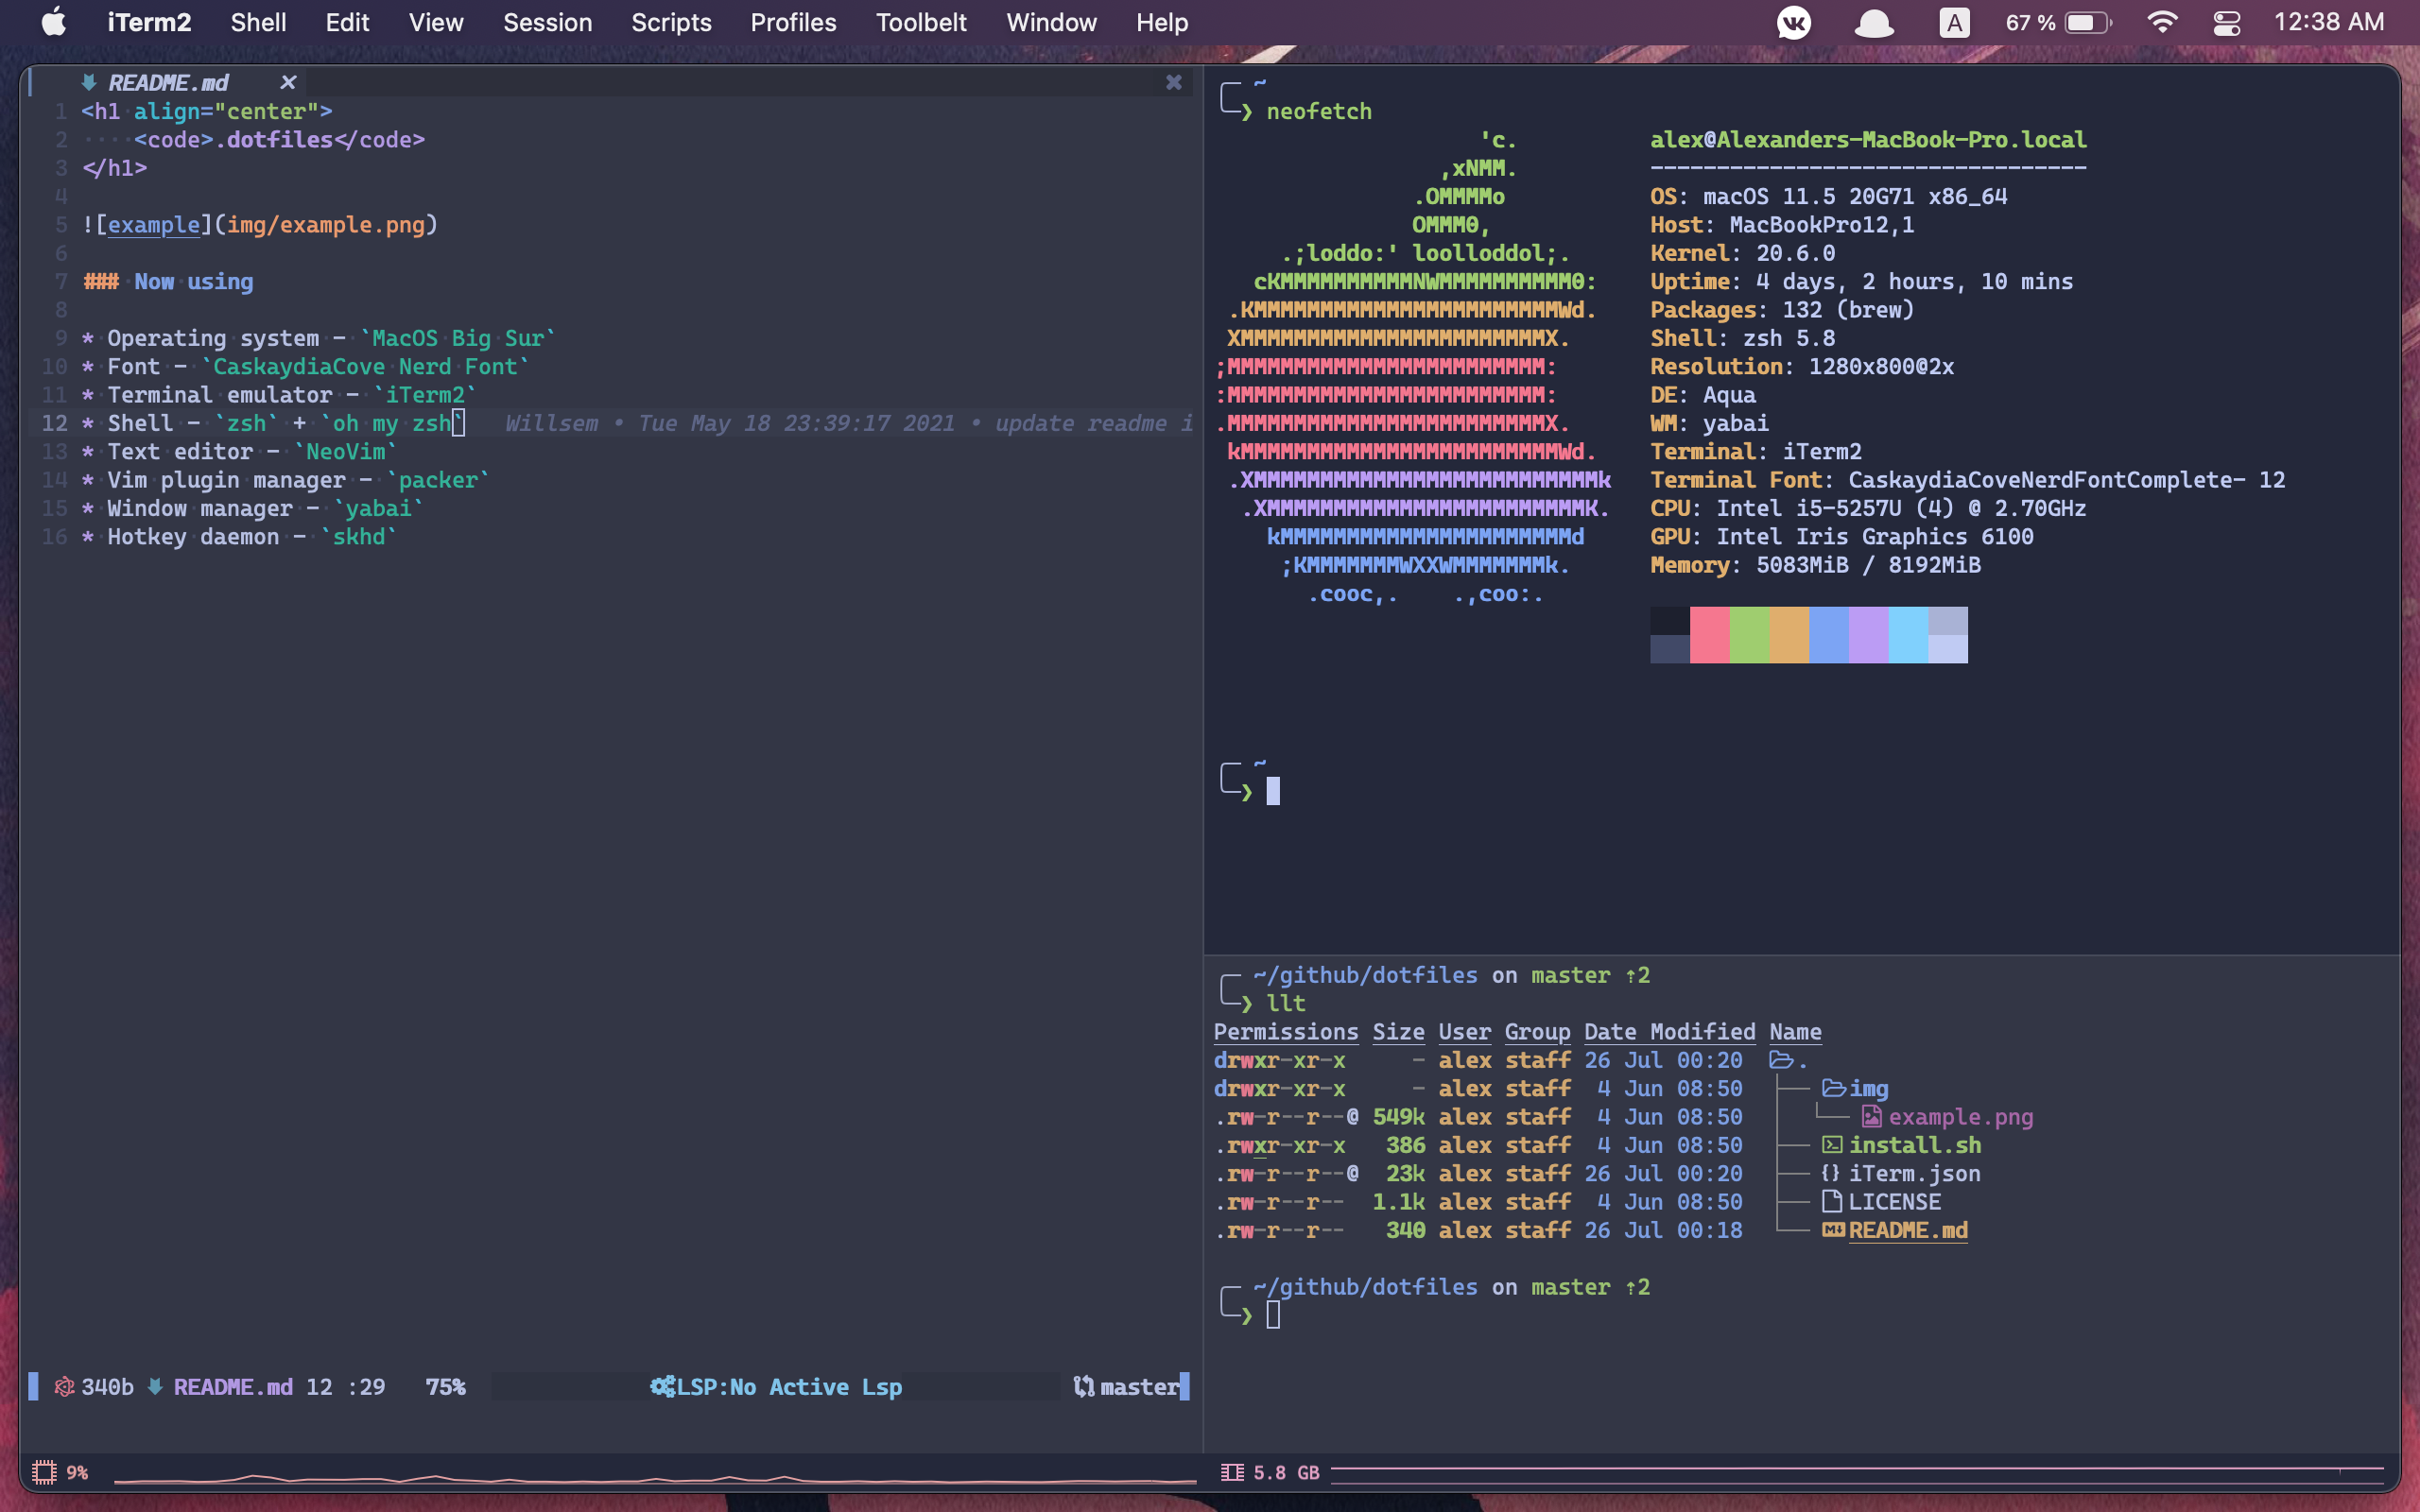 iTerm2 Shell Edit View Session Scripts Profiles Toolbelt Window Help A 67 % 12:38 AM
README.md ✕ ✖
1 <h1 align="center">
2 ····<code>.dotfiles</code>
3 </h1>
4
5 ![example](img/example.png)
6
7 ### Now using
8
9 * Operating system - `MacOS Big Sur`
10 * Font - `CaskaydiaCove Nerd Font`
11 * Terminal emulator - `iTerm2`
12 * Shell - `zsh` + `oh my zsh` Willsem • Tue May 18 23:39:17 2021 • update readme i
13 * Text editor - `NeoVim`
14 * Vim plugin manager - `packer`
15 * Window manager - `yabai`
16 * Hotkey daemon - `skhd`
340b README.md 12 :29 75% LSP:No Active Lsp master
~
❯ neofetch
'c.
,xNMM.
.OMMMMo
OMMM0,
.;loddo:' loolloddol;.
cKMMMMMMMMMMNWMMMMMMMMMM0:
.KMMMMMMMMMMMMMMMMMMMMMMMWd.
XMMMMMMMMMMMMMMMMMMMMMMMX.
;MMMMMMMMMMMMMMMMMMMMMMMM:
:MMMMMMMMMMMMMMMMMMMMMMMM:
.MMMMMMMMMMMMMMMMMMMMMMMMX.
kMMMMMMMMMMMMMMMMMMMMMMMMWd.
.XMMMMMMMMMMMMMMMMMMMMMMMMMMk
.XMMMMMMMMMMMMMMMMMMMMMMMMK.
kMMMMMMMMMMMMMMMMMMMMMMd
;KMMMMMMMWXXWMMMMMMMk.
.cooc,. .,coo:.
alex@Alexanders-MacBook-Pro.local
---------------------------------
OS: macOS 11.5 20G71 x86_64
Host: MacBookPro12,1
Kernel: 20.6.0
Uptime: 4 days, 2 hours, 10 mins
Packages: 132 (brew)
Shell: zsh 5.8
Resolution: 1280x800@2x
DE: Aqua
WM: yabai
Terminal: iTerm2
Terminal Font: CaskaydiaCoveNerdFontComplete- 12
CPU: Intel i5-5257U (4) @ 2.70GHz
GPU: Intel Iris Graphics 6100
Memory: 5083MiB / 8192MiB
~
❯
~/github/dotfiles on master ⇡2
❯ llt
Permissions Size User Group Date Modified Name
drwxr-xr-x - alex staff 26 Jul 00:20 .
drwxr-xr-x - alex staff 4 Jun 08:50 ├── img
.rw-r--r--@ 549k alex staff 4 Jun 08:50 │ └── example.png
.rwxr-xr-x 386 alex staff 4 Jun 08:50 ├── install.sh
.rw-r--r--@ 23k alex staff 26 Jul 00:20 ├── {} iTerm.json
.rw-r--r-- 1.1k alex staff 4 Jun 08:50 ├── LICENSE
.rw-r--r-- 340 alex staff 26 Jul 00:18 └── README.md
~/github/dotfiles on master ⇡2
❯
9%
5.8 GB